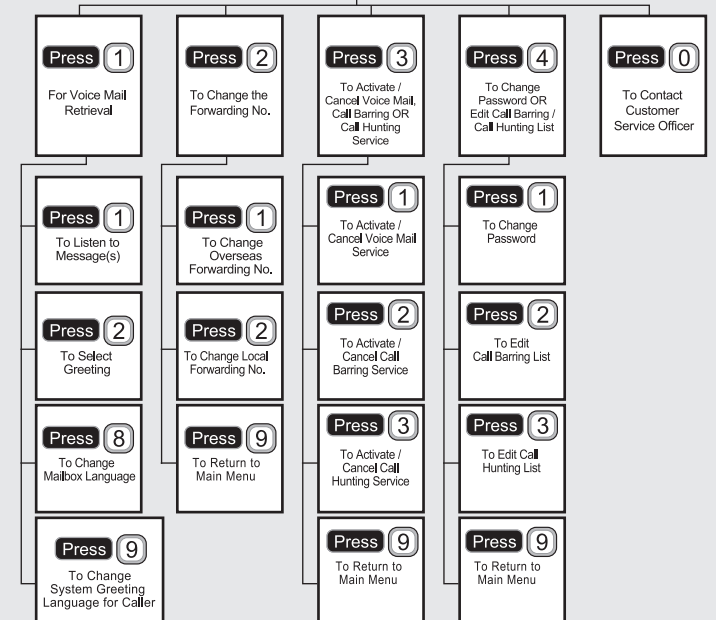 Press 1
For Voice Mail
Retrieval
Press 2
To Change the
Forwarding No.
Press 3
To Activate /
Cancel Voice Mail,
Call Barring OR
Call Hunting
Service
Press 4
To Change
Password OR
Edit Call Barring /
Call Hunting List
Press 0
To Contact
Customer
Service Officer
Press 1
To Listen to
Message(s)
Press 2
To Select
Greeting
Press 8
To Change
Mailbox Language
Press 9
To Change
System Greeting
Language for Caller
Press 1
To Change
Overseas
Forwarding No.
Press 2
To Change Local
Forwarding No.
Press 9
To Return to
Main Menu
Press 1
To Activate /
Cancel Voice Mail
Service
Press 2
To Activate /
Cancel Call
Barring Service
Press 3
To Activate /
Cancel Call
Hunting Service
Press 9
To Return to
Main Menu
Press 1
To Change
Password
Press 2
To Edit
Call Barring List
Press 3
To Edit Call
Hunting List
Press 9
To Return to
Main Menu